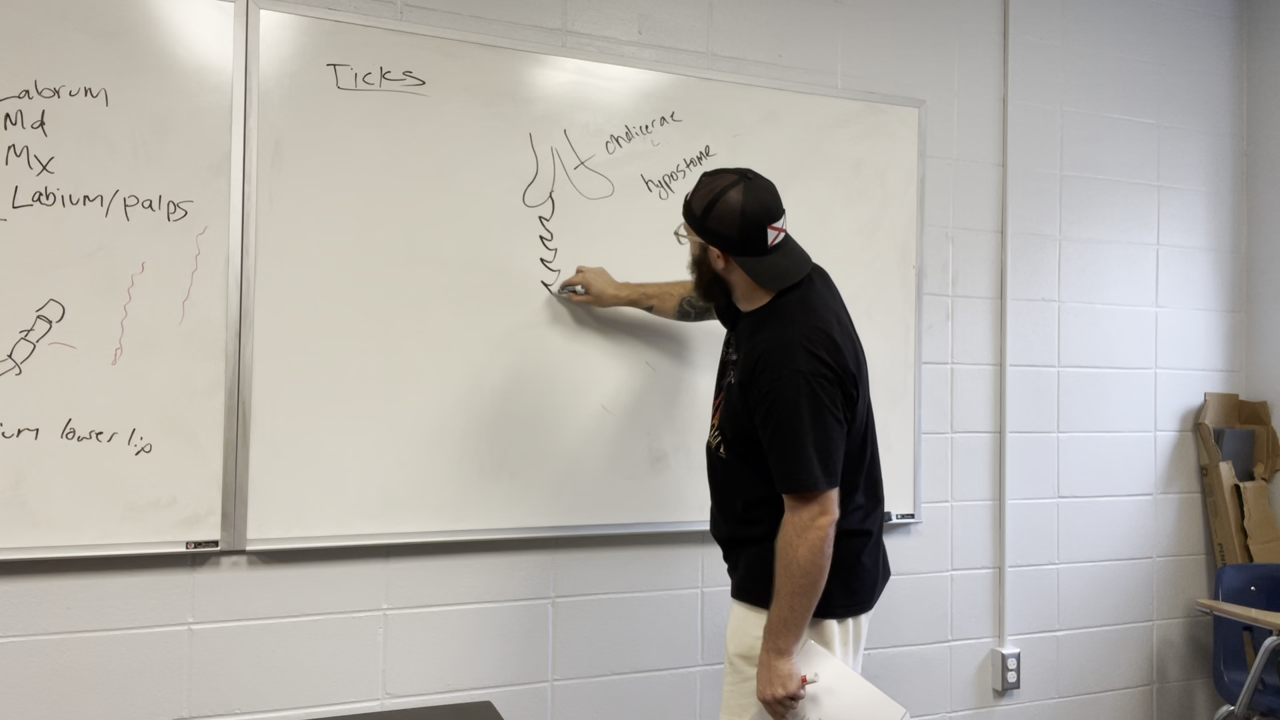 Labrum
Md
Mx
Labium/palps
lower lip
Ticks
chelicerae
hypostome